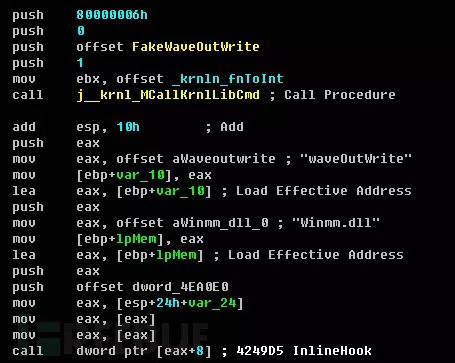 push 80000006h
push 0
push offset FakeWaveOutWrite
push 1
mov ebx, offset _krnln_fnToInt
call j__krnl_MCallKrnlLibCmd ; Call Procedure
add esp, 10h ; Add
push eax
mov eax, offset aWaveoutwrite ; "waveOutWrite"
mov [ebp+var_10], eax
lea eax, [ebp+var_10] ; Load Effective Address
push eax
mov eax, offset aWinmm_dll_0 ; "Winmm.dll"
mov [ebp+lpMem], eax
lea eax, [ebp+lpMem] ; Load Effective Address
push eax
push offset dword_4EA0E0
mov eax, [esp+24h+var_24]
mov eax, [eax]
mov eax, [eax]
call dword ptr [eax+8] ; 4249D5 InlineHook
FREEBUF